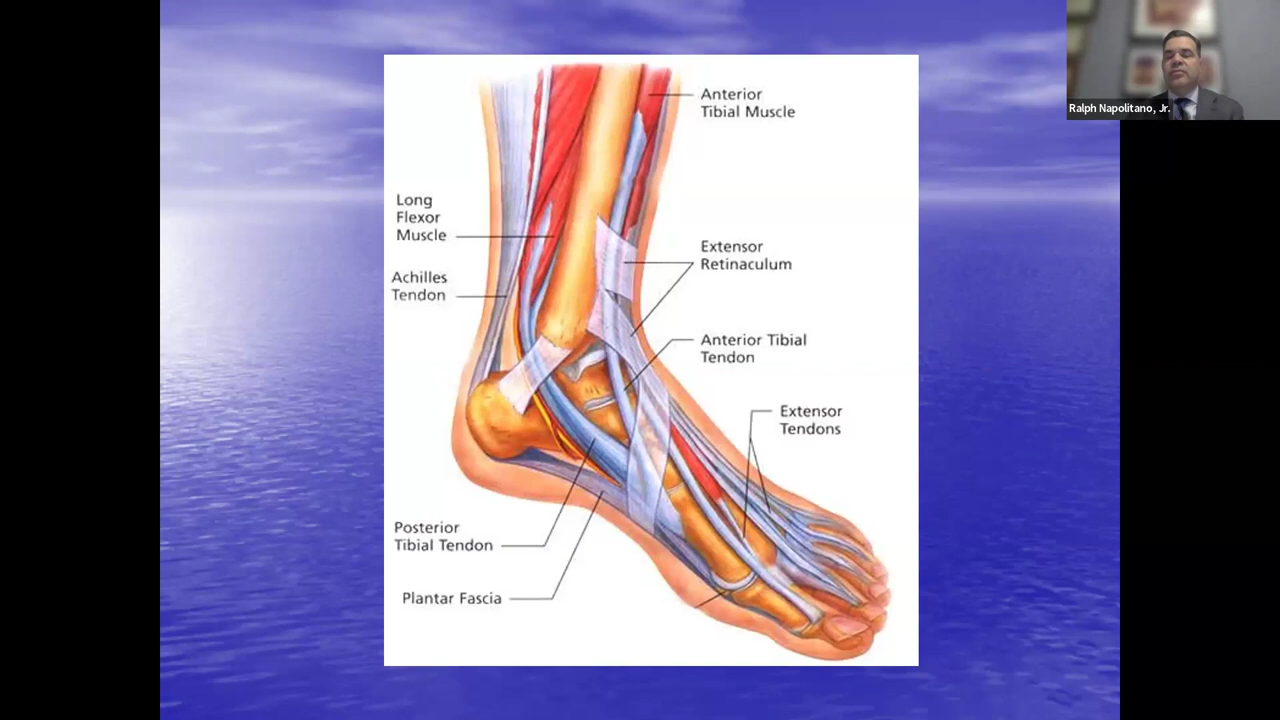 Ralph Napolitano, Jr.
Anterior
Tibial Muscle
Long
Flexor
Muscle
Extensor
Retinaculum
Achilles
Tendon
Anterior Tibial
Tendon
Extensor
Tendons
Posterior
Tibial Tendon
Plantar Fascia